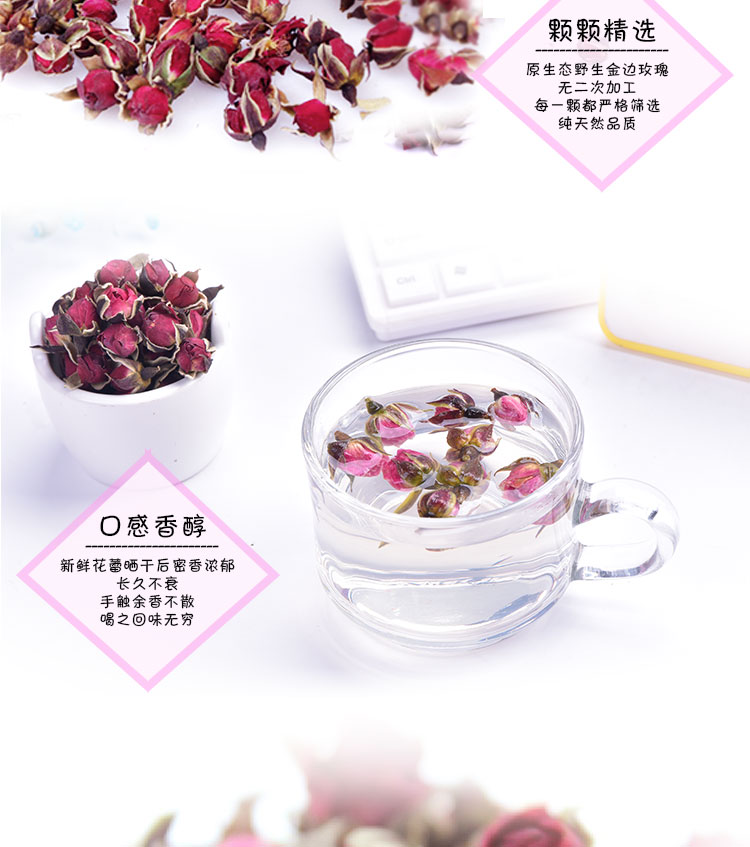 颗颗精选
原生态野生金边玫瑰
无二次加工
每一颗都严格筛选
纯天然品质
Ctrl
口感香醇
新鲜花蕾晒干后蜜香浓郁
长久不衰
手触余香不散
喝之回味无穷